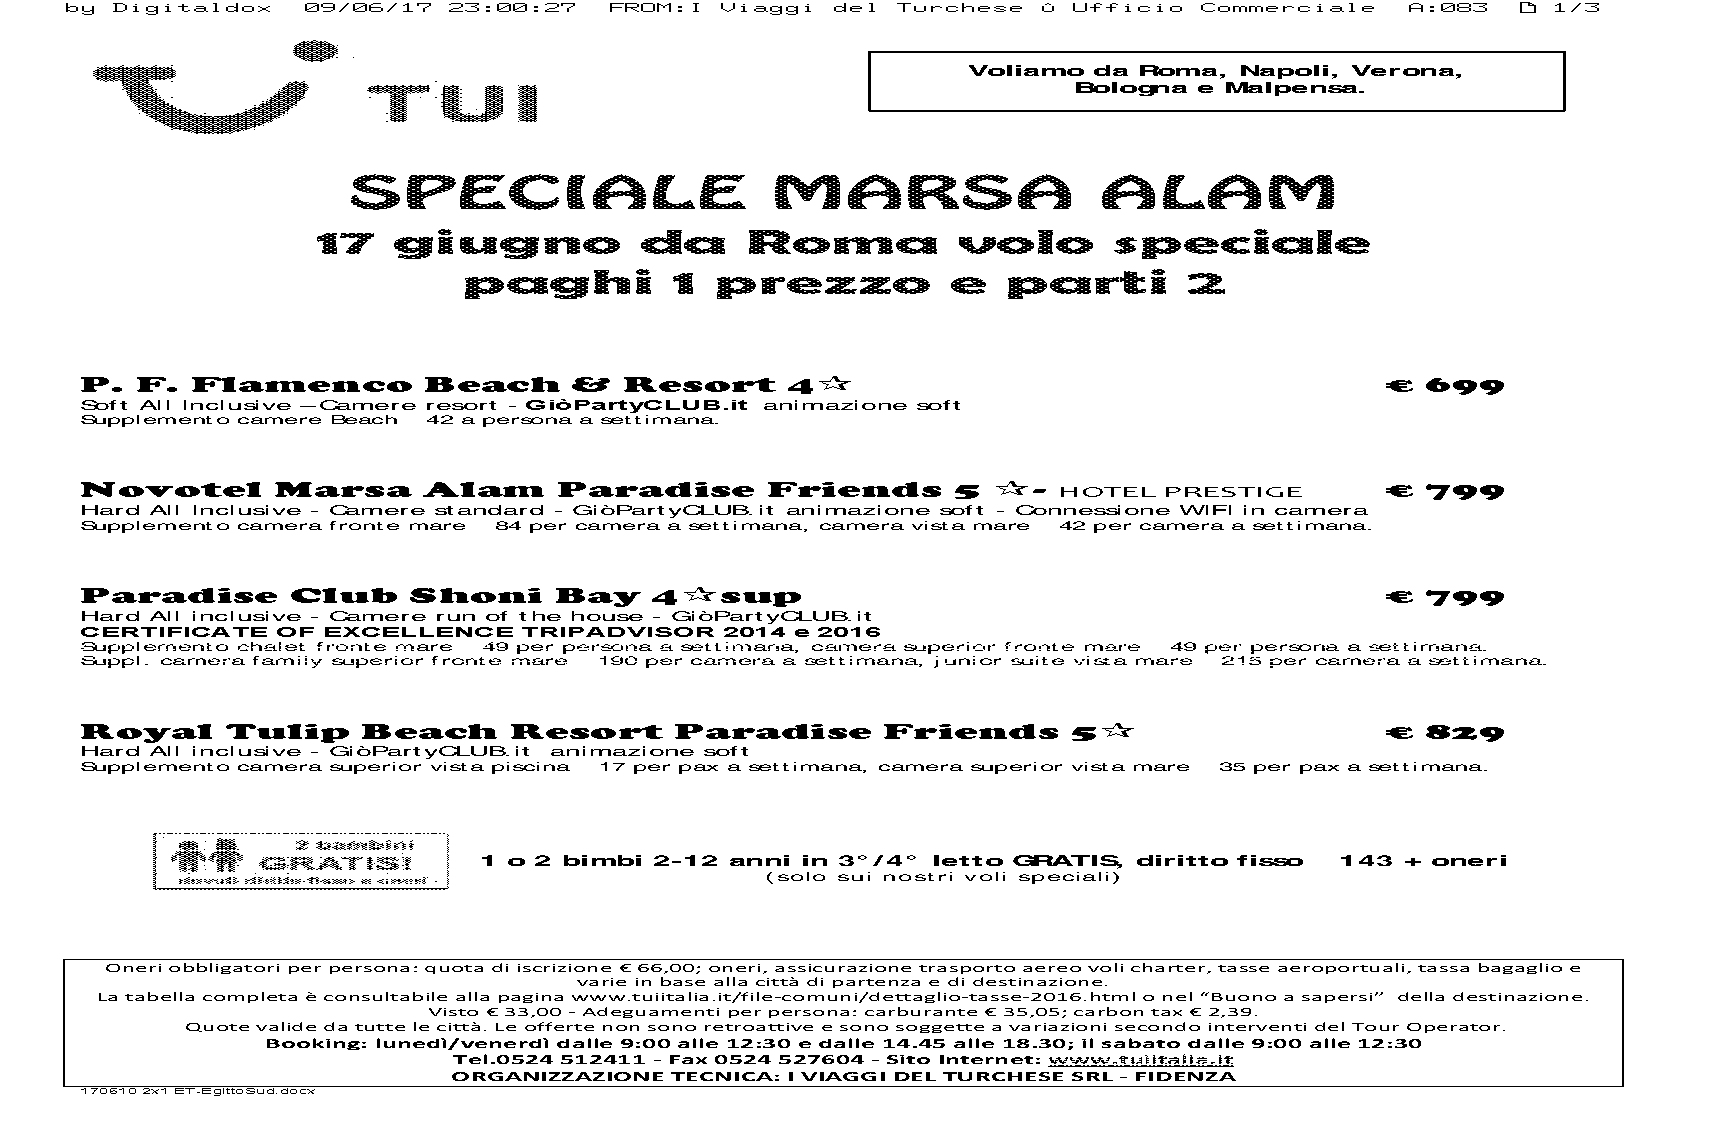 by Digitaldox 09/06/17 23:00:27 FROM:I Viaggi del Turchese û Ufficio Commerciale A:083 1/3
TUI
Voliamo da Roma, Napoli, Verona,
Bologna e Malpensa.
SPECIALE MARSA ALAM
17 giugno da Roma volo speciale
paghi 1 prezzo e parti 2
P. F. Flamenco Beach & Resort 4☆ € 699
Soft All Inclusive –Camere resort - GiòPartyCLUB.it animazione soft
Supplemento camere Beach 42 a persona a settimana.
Novotel Marsa Alam Paradise Friends 5 ☆- HOTEL PRESTIGE € 799
Hard All Inclusive - Camere standard - GiòPartyCLUB.it animazione soft - Connessione WIFI in camera
Supplemento camera fronte mare 84 per camera a settimana, camera vista mare 42 per camera a settimana.
Paradise Club Shoni Bay 4☆sup € 799
Hard All inclusive - Camere run of the house - GiòPartyCLUB.it
CERTIFICATE OF EXCELLENCE TRIPADVISOR 2014 e 2016
Supplemento chalet fronte mare 49 per persona a settimana, camera superior fronte mare 49 per persona a settimana.
Suppl. camera family superior fronte mare 190 per camera a settimana, junior suite vista mare 215 per camera a settimana.
Royal Tulip Beach Resort Paradise Friends 5☆ € 829
Hard All inclusive - GiòPartyCLUB.it animazione soft
Supplemento camera superior vista piscina 17 per pax a settimana, camera superior vista mare 35 per pax a settimana.
2 bambini
GRATIS!
1 o 2 bimbi 2-12 anni in 3°/4° letto GRATIS, diritto fisso 143 + oneri
(solo sui nostri voli speciali)
Oneri obbligatori per persona: quota di iscrizione € 66,00; oneri, assicurazione trasporto aereo voli charter, tasse aeroportuali, tassa bagaglio e
varie in base alla città di partenza e di destinazione.
La tabella completa è consultabile alla pagina www.tuiitalia.it/file-comuni/dettaglio-tasse-2016.html o nel “Buono a sapersi” della destinazione.
Visto € 33,00 - Adeguamenti per persona: carburante € 35,05; carbon tax € 2,39.
Quote valide da tutte le città. Le offerte non sono retroattive e sono soggette a variazioni secondo interventi del Tour Operator.
Booking: lunedì/venerdì dalle 9:00 alle 12:30 e dalle 14.45 alle 18.30; il sabato dalle 9:00 alle 12:30
Tel.0524 512411 - Fax 0524 527604 - Sito Internet: www.tuiitalia.it
ORGANIZZAZIONE TECNICA: I VIAGGI DEL TURCHESE SRL - FIDENZA
170610 2x1 ET-EgittoSud.docx